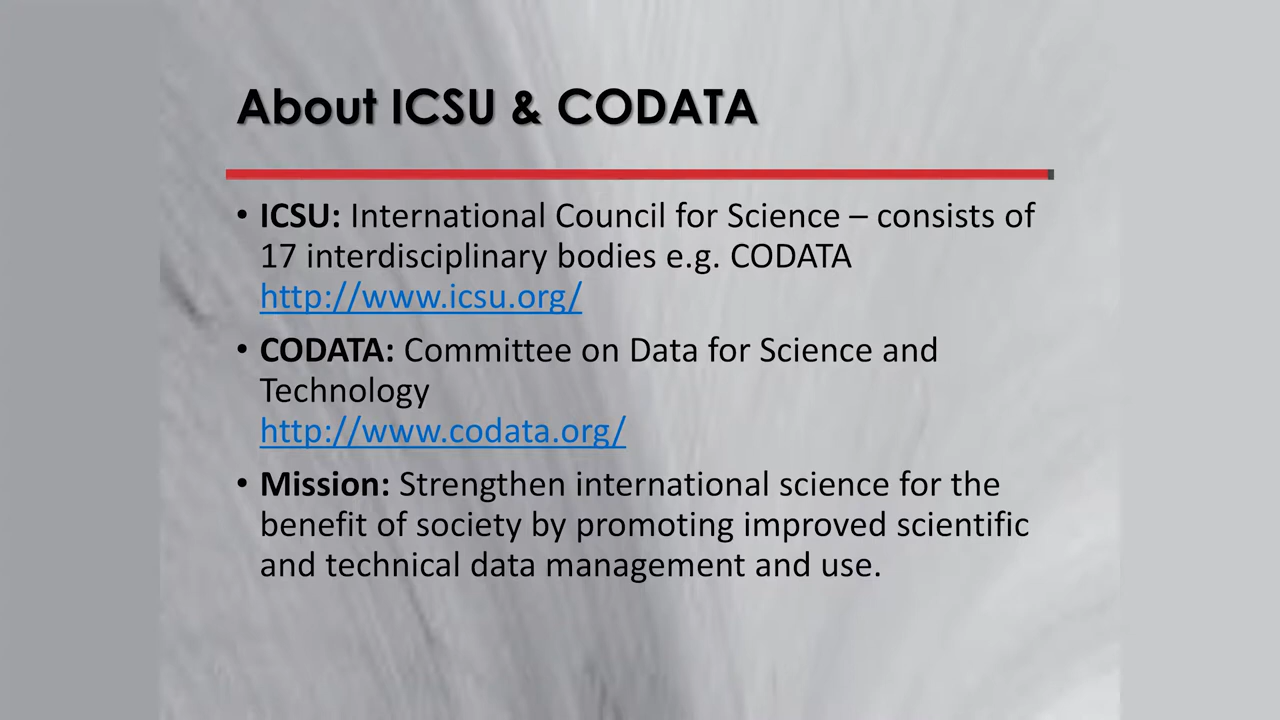 About ICSU & CODATA
• ICSU: International Council for Science – consists of
17 interdisciplinary bodies e.g. CODATA
http://www.icsu.org/
• CODATA: Committee on Data for Science and
Technology
http://www.codata.org/
• Mission: Strengthen international science for the
benefit of society by promoting improved scientific
and technical data management and use.